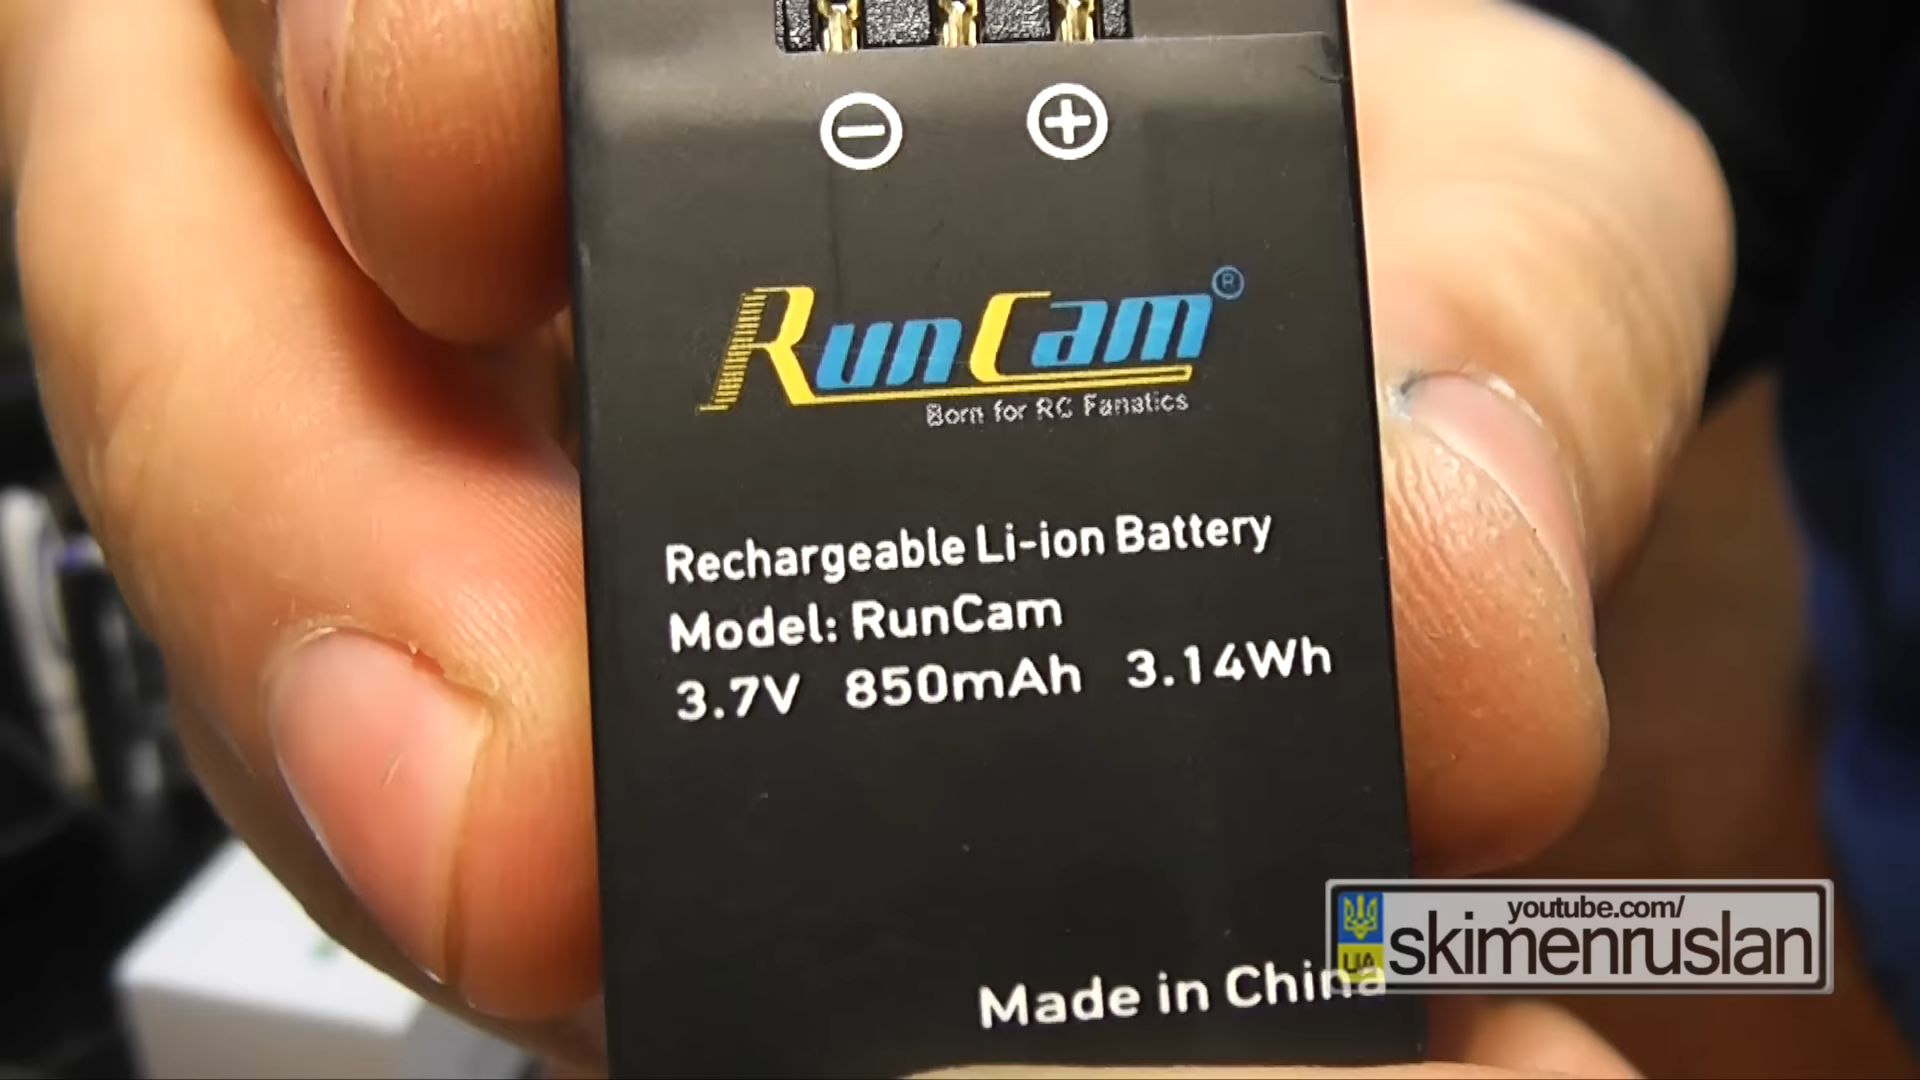 RunCam®
Born for RC Fanatics
Rechargeable Li-ion Battery
Model: RunCam
3.7V 850mAh 3.14Wh
Made in China
youtube.com/
skimenruslan
UA